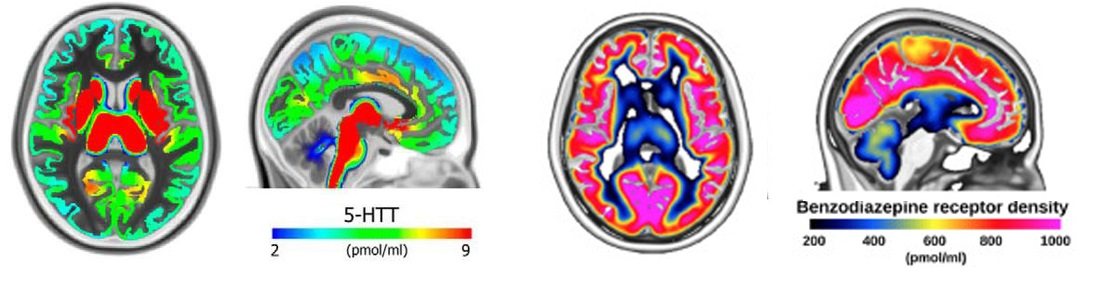 5-HTT
2 (pmol/ml) 9
Benzodiazepine receptor density
200 400 600 800 1000
(pmol/ml)